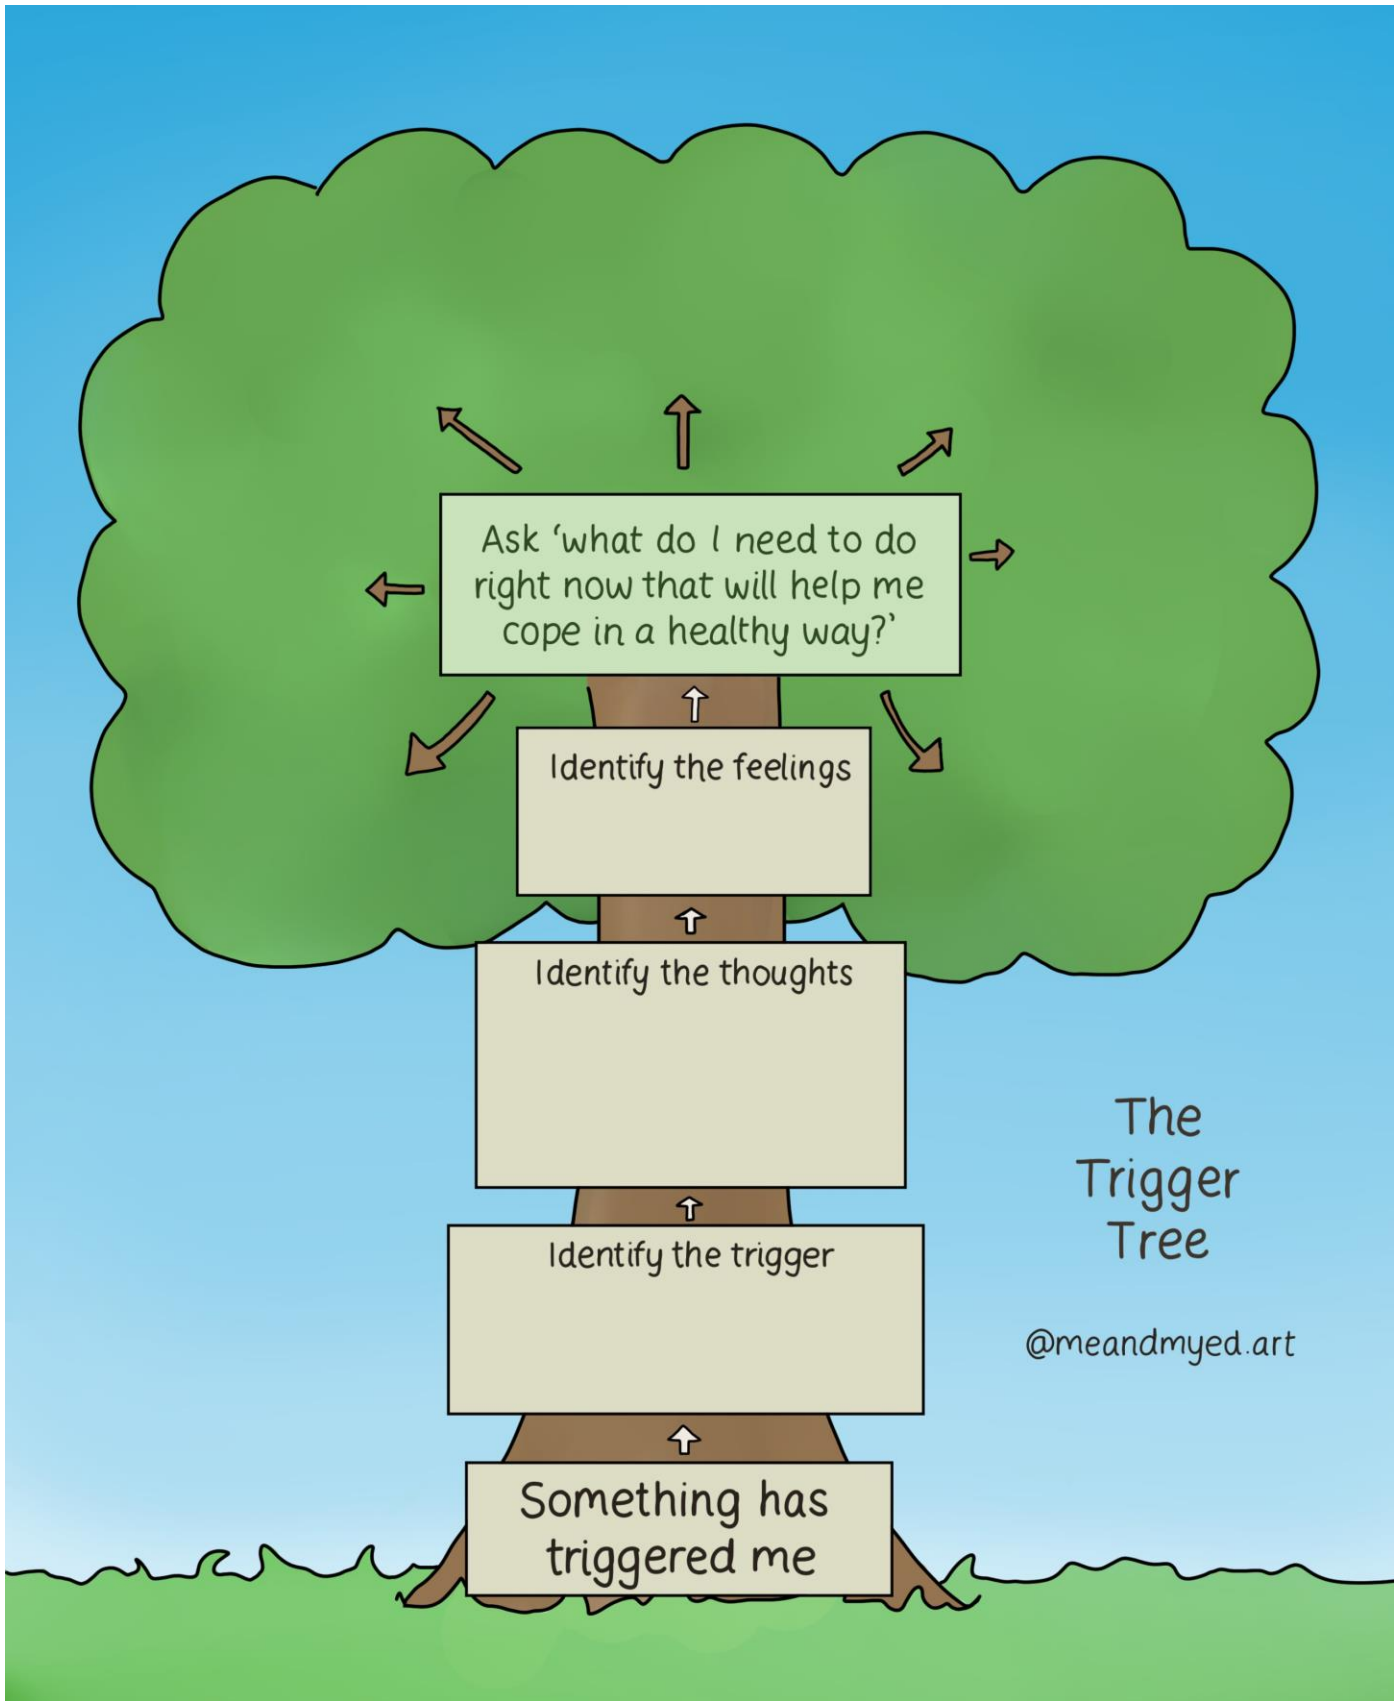 Ask ‘what do I need to do
right now that will help me
cope in a healthy way?’
Identify the feelings
Identify the thoughts
Identify the trigger
Something has
triggered me
The
Trigger
Tree
@meandmyed.art